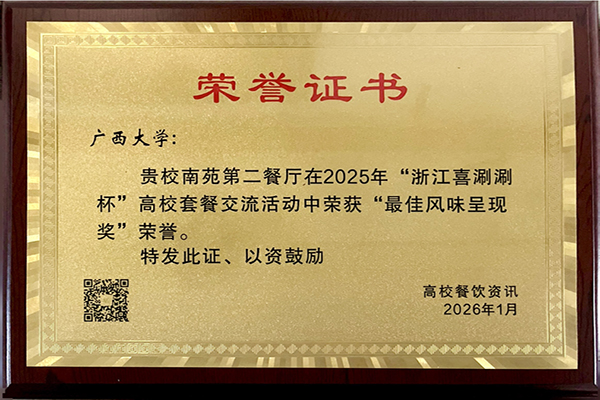 荣誉证书
广西大学：
贵校南苑第二餐厅在2025年“浙江喜涮涮
杯”高校套餐交流活动中荣获“最佳风味呈现
奖”荣誉。
特发此证、以资鼓励
高校餐饮资讯
2026年1月